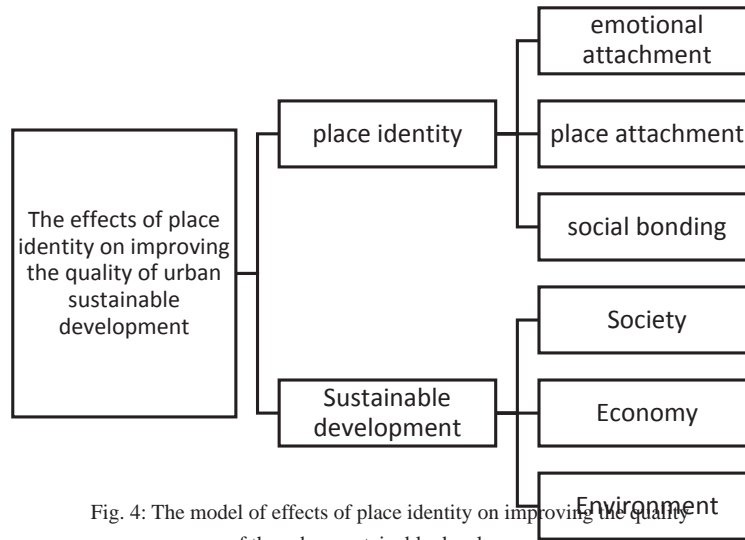 emotional
attachment
place identity
place attachment
social bonding
The effects of place
identity on improving
the quality of urban
sustainable
development
Society
Sustainable
development
Economy
Environment
Fig. 4: The model of effects of place identity on improving the quality